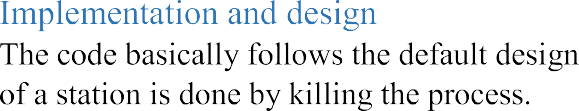 Implementation and design
The code basically follows the default design
of a station is done by killing the process.